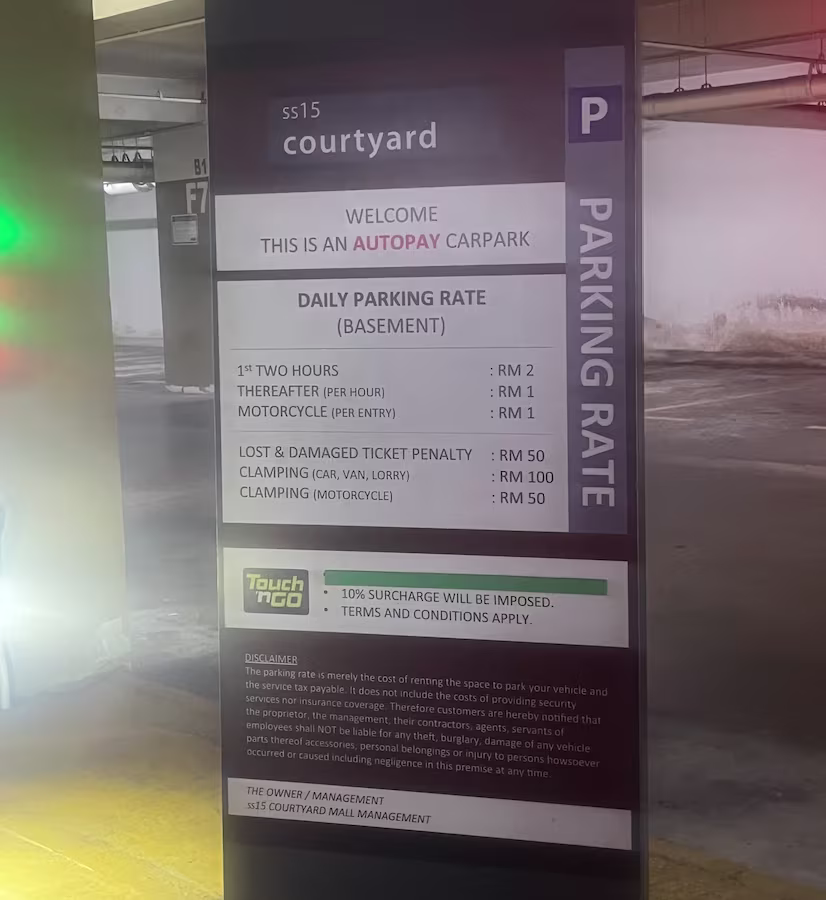 ss15
courtyard
P
PARKING RATE
B1
F7
WELCOME
THIS IS AN AUTOPAY CARPARK
DAILY PARKING RATE
(BASEMENT)
1st TWO HOURS : RM 2
THEREAFTER (PER HOUR) : RM 1
MOTORCYCLE (PER ENTRY) : RM 1
LOST & DAMAGED TICKET PENALTY : RM 50
CLAMPING (CAR, VAN, LORRY) : RM 100
CLAMPING (MOTORCYCLE) : RM 50
Touch
'nGO
• 10% SURCHARGE WILL BE IMPOSED.
• TERMS AND CONDITIONS APPLY.
DISCLAIMER
The parking rate is merely the cost of renting the space to park your vehicle and
the service tax payable. It does not include the costs of providing security
services nor insurance coverage. Therefore customers are hereby notified that
the proprietor, the management, their contractors, agents, servants of
employees shall NOT be liable for any theft, burglary, damage of any vehicle
parts thereof accessories, personal belongings or injury to persons howsoever
occurred or caused including negligence in this premise at any time.
THE OWNER / MANAGEMENT
ss15 COURTYARD MALL MANAGEMENT